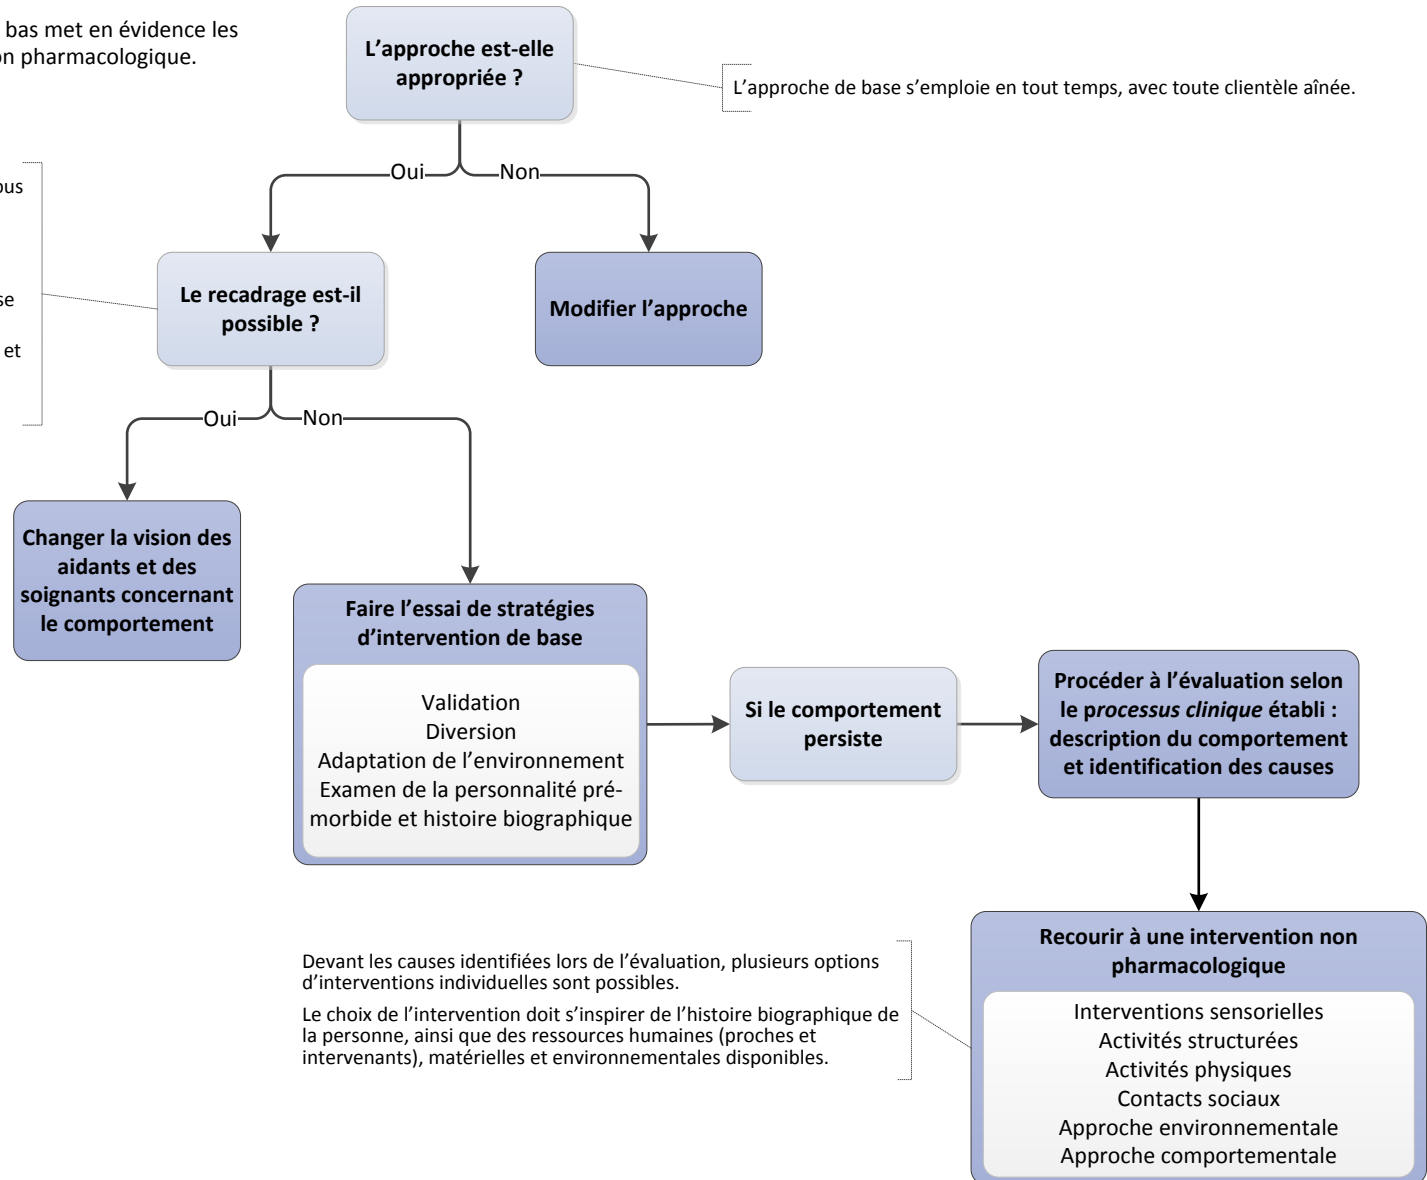 bas met en évidence les
on pharmacologique.
L’approche est-elle
appropriée ?
L’approche de base s’emploie en tout temps, avec toute clientèle aînée.
Oui
Non
ous
se
et
Le recadrage est-il
possible ?
Modifier l’approche
Oui
Non
Changer la vision des
aidants et des
soignants concernant
le comportement
Faire l’essai de stratégies
d’intervention de base
Validation
Diversion
Adaptation de l’environnement
Examen de la personnalité pré-
morbide et histoire biographique
Si le comportement
persiste
Procéder à l’évaluation selon
le processus clinique établi :
description du comportement
et identification des causes
Devant les causes identifiées lors de l’évaluation, plusieurs options
d’interventions individuelles sont possibles.
Le choix de l’intervention doit s’inspirer de l’histoire biographique de
la personne, ainsi que des ressources humaines (proches et
intervenants), matérielles et environnementales disponibles.
Recourir à une intervention non
pharmacologique
Interventions sensorielles
Activités structurées
Activités physiques
Contacts sociaux
Approche environnementale
Approche comportementale